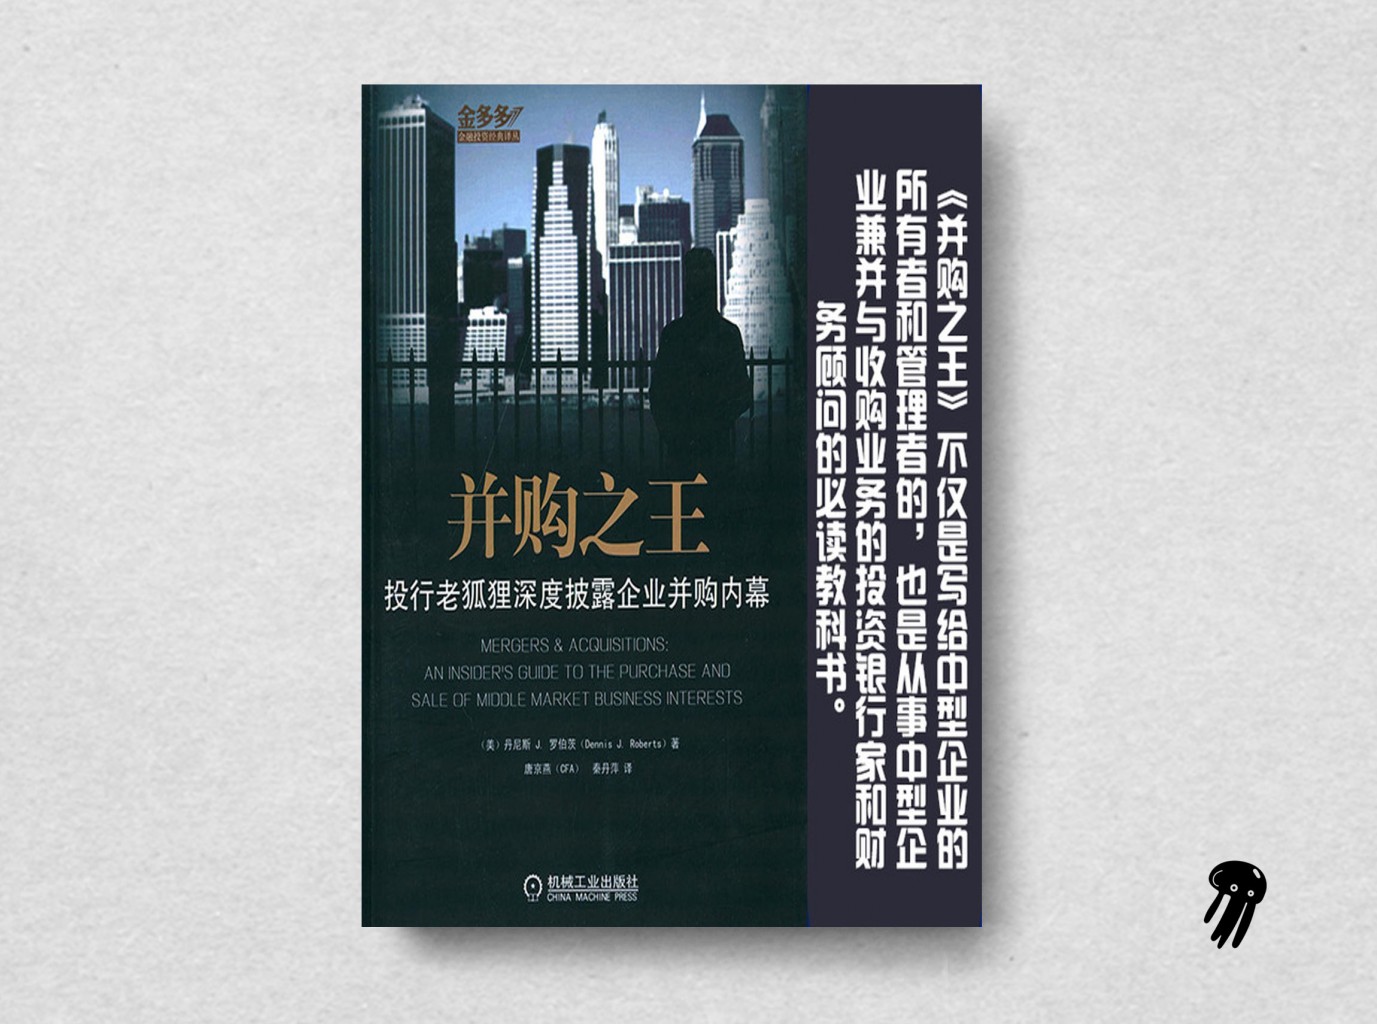 金多多
金融投资经典译丛
并购之王
投行老狐狸深度披露企业并购内幕
MERGERS & ACQUISITIONS:
AN INSIDER'S GUIDE TO THE PURCHASE AND
SALE OF MIDDLE MARKET BUSINESS INTERESTS
（美）丹尼斯 J. 罗伯茨（Dennis J. Roberts）著
唐京燕（CFA） 秦丹萍 译
机械工业出版社
CHINA MACHINE PRESS
《并购之王》不仅是写给中型企业的
所有者和管理者的，也是从事中型企
业兼并与收购业务的投资银行家和财
务顾问的必读教科书。